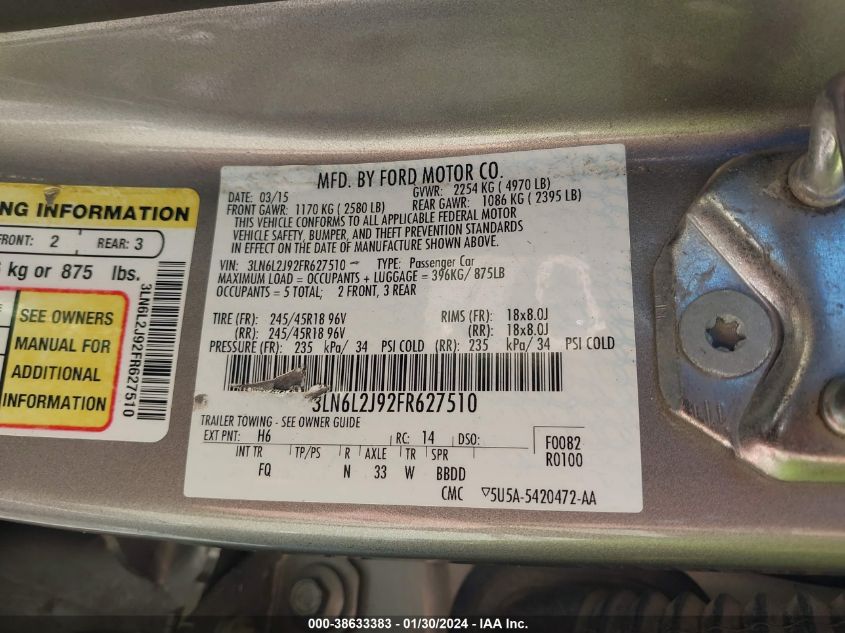 NG INFORMATION
FRONT: 2 REAR: 3
kg or 875 lbs.
SEE OWNERS
MANUAL FOR
ADDITIONAL
INFORMATION
3LN6L2J92FR627510
MFD. BY FORD MOTOR CO.
DATE: 03/15 GVWR: 2254 KG ( 4970 LB)
FRONT GAWR: 1170 KG ( 2580 LB) REAR GAWR: 1086 KG ( 2395 LB)
THIS VEHICLE CONFORMS TO ALL APPLICABLE FEDERAL MOTOR
VEHICLE SAFETY, BUMPER, AND THEFT PREVENTION STANDARDS
IN EFFECT ON THE DATE OF MANUFACTURE SHOWN ABOVE.
VIN: 3LN6L2J92FR627510 TYPE: Passenger Car
MAXIMUM LOAD = OCCUPANTS + LUGGAGE = 396KG/ 875LB
OCCUPANTS = 5 TOTAL; 2 FRONT, 3 REAR
TIRE (FR): 245/45R18 96V RIMS (FR): 18x8.0J
(RR): 245/45R18 96V (RR): 18x8.0J
PRESSURE (FR): 235 kPa/ 34 PSI COLD (RR): 235 kPa/ 34 PSI COLD
3LN6L2J92FR627510
TRAILER TOWING - SEE OWNER GUIDE
EXT PNT: H6 RC: 14 DSO: F0082
R0100
INT TR TP/PS R AXLE TR SPR
FQ N 33 W BBDD
CMC 5U5A-5420472-AA
000-38633383 - 01/30/2024 - IAAI Inc.